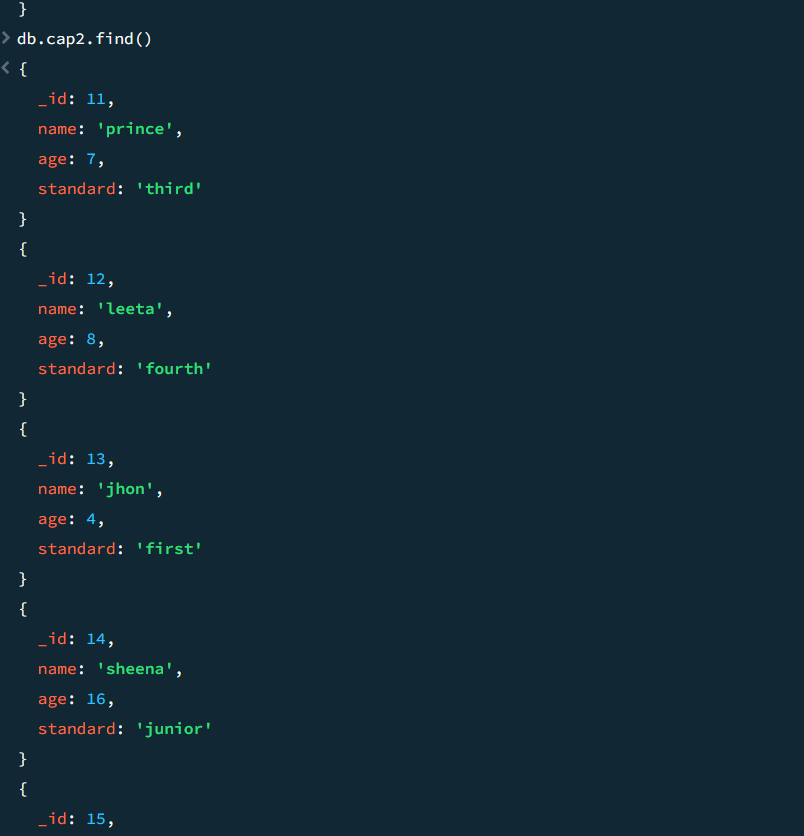 }
> db.cap2.find()
< {
_id: 11,
name: 'prince',
age: 7,
standard: 'third'
}
{
_id: 12,
name: 'leeta',
age: 8,
standard: 'fourth'
}
{
_id: 13,
name: 'jhon',
age: 4,
standard: 'first'
}
{
_id: 14,
name: 'sheena',
age: 16,
standard: 'junior'
}
{
_id: 15,